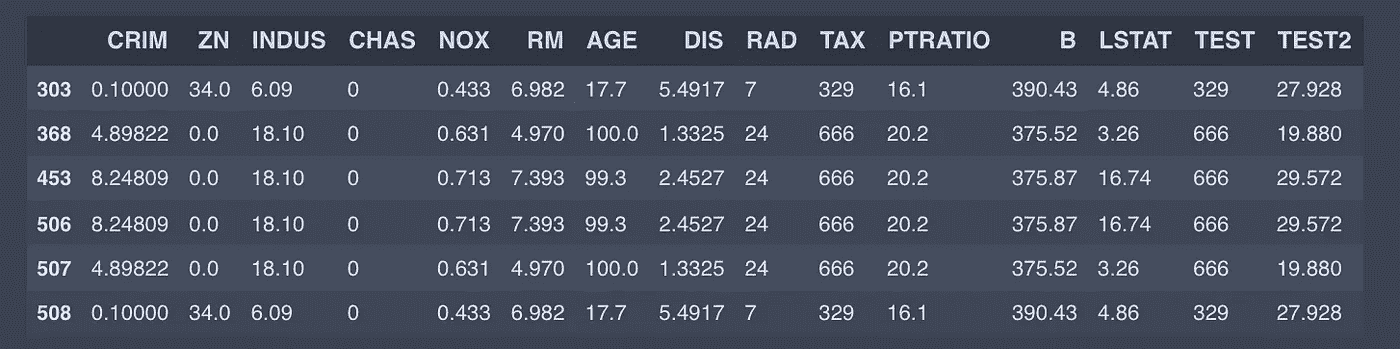 CRIM ZN INDUS CHAS NOX RM AGE DIS RAD TAX PTRATIO B LSTAT TEST TEST2
303 0.10000 34.0 6.09 0 0.433 6.982 17.7 5.4917 7 329 16.1 390.43 4.86 329 27.928
368 4.89822 0.0 18.10 0 0.631 4.970 100.0 1.3325 24 666 20.2 375.52 3.26 666 19.880
453 8.24809 0.0 18.10 0 0.713 7.393 99.3 2.4527 24 666 20.2 375.87 16.74 666 29.572
506 8.24809 0.0 18.10 0 0.713 7.393 99.3 2.4527 24 666 20.2 375.87 16.74 666 29.572
507 4.89822 0.0 18.10 0 0.631 4.970 100.0 1.3325 24 666 20.2 375.52 3.26 666 19.880
508 0.10000 34.0 6.09 0 0.433 6.982 17.7 5.4917 7 329 16.1 390.43 4.86 329 27.928